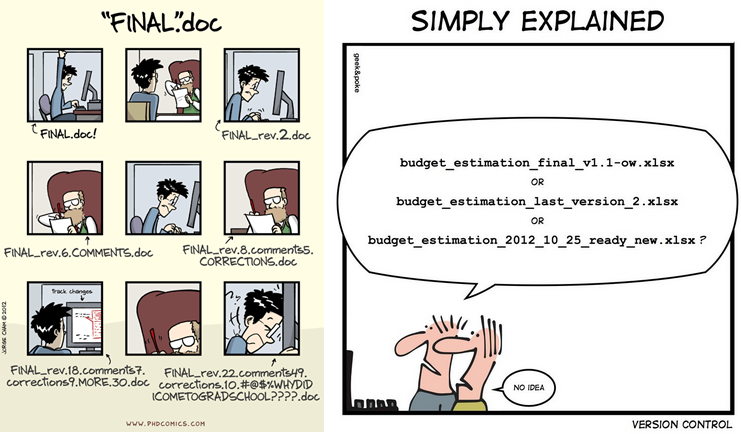 "FINAL".doc
FINAL.doc!
FINAL_rev.2.doc
FINAL_rev.6.COMMENTS.doc
FINAL_rev.8.comments5.
CORRECTIONS.doc
Track changes
FINAL_rev.18.comments7.
corrections9.MORE.30.doc
FINAL_rev.22.comments49.
corrections.10.#@$%WHYDID
ICOMETOGRADSCHOOL????.doc
JORGE CHAM © 2012
WWW.PHDCOMICS.COM
SIMPLY EXPLAINED
geek&poke
budget_estimation_final_v1.1-ow.xlsx
OR
budget_estimation_last_version_2.xlsx
OR
budget_estimation_2012_10_25_ready_new.xlsx ?
NO IDEA
VERSION CONTROL